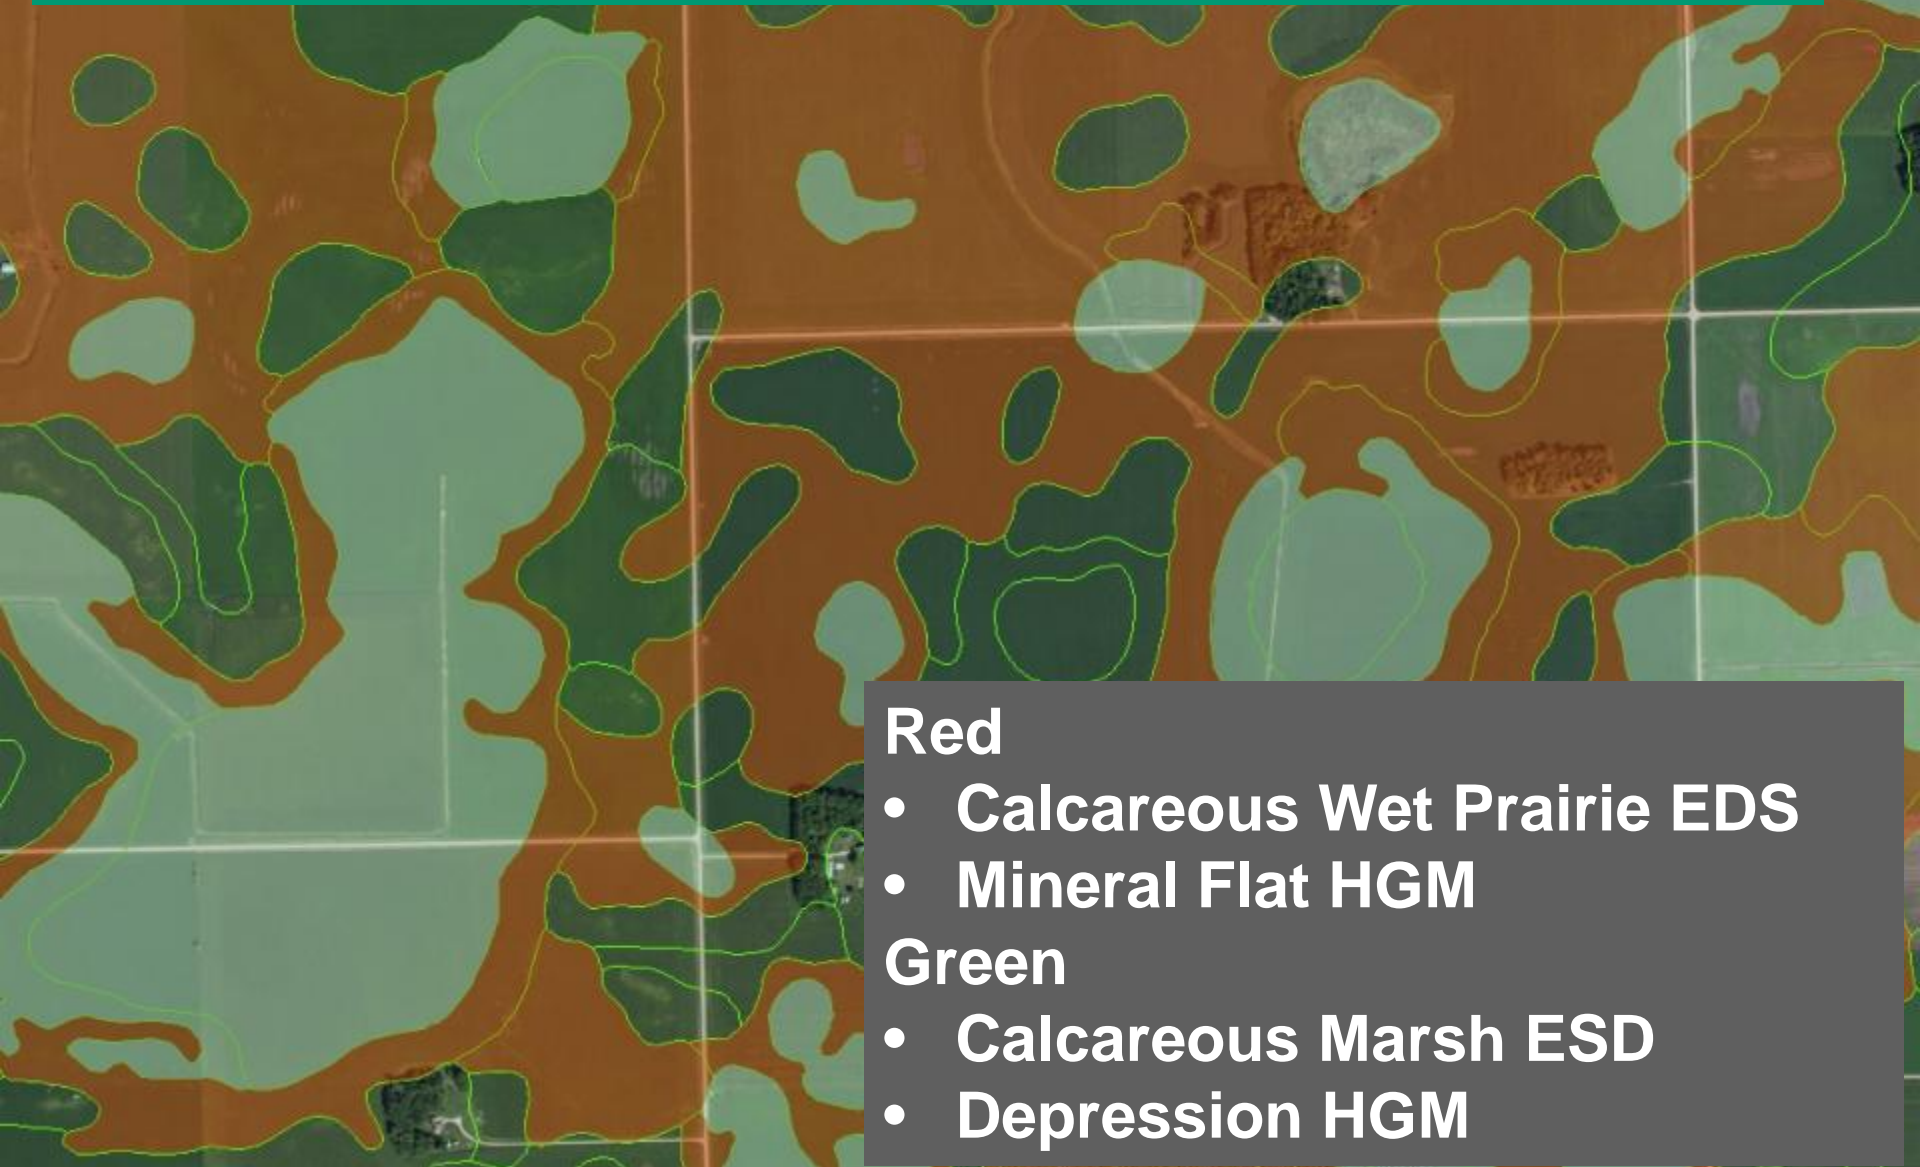 Red
• Calcareous Wet Prairie EDS
• Mineral Flat HGM
Green
• Calcareous Marsh ESD
• Depression HGM